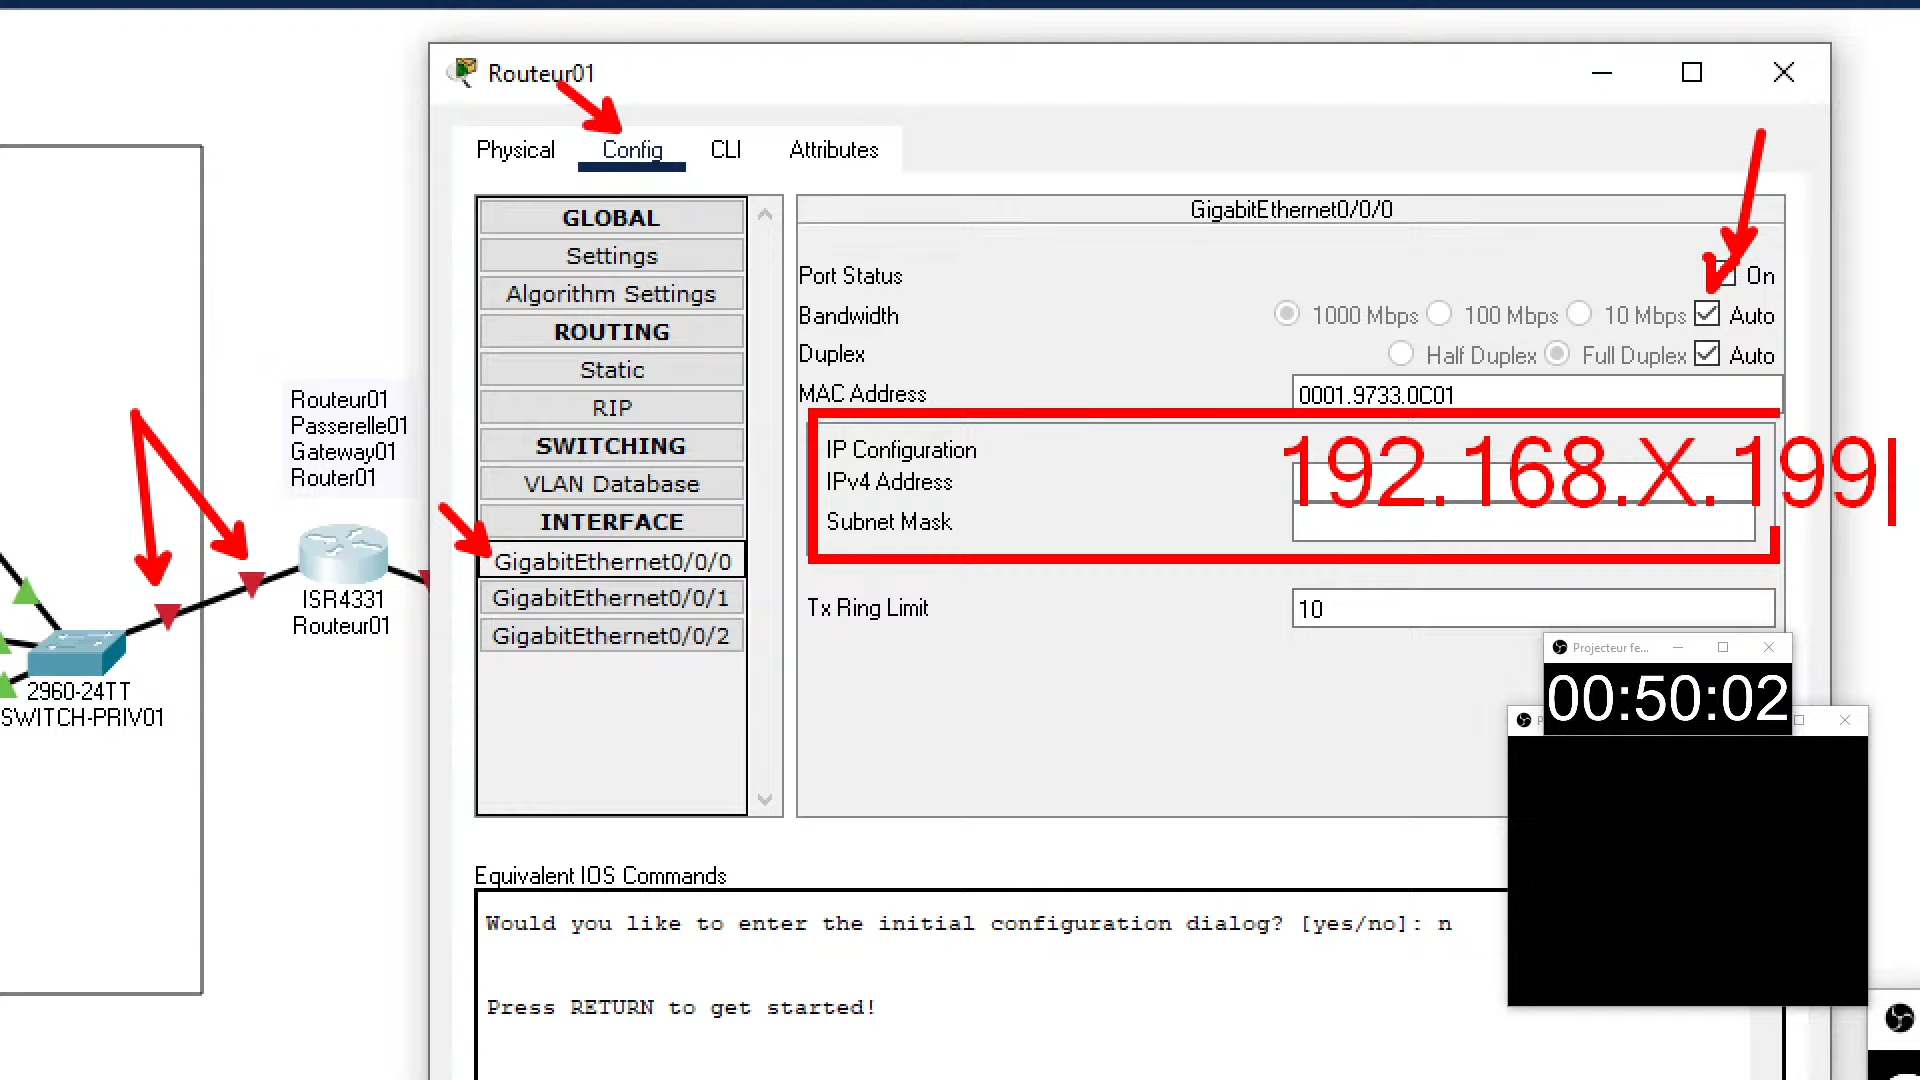 Routeur01
Physical
Config
CLI
Attributes
GLOBAL
Settings
Algorithm Settings
ROUTING
Static
RIP
SWITCHING
VLAN Database
INTERFACE
GigabitEthernet0/0/0
GigabitEthernet0/0/1
GigabitEthernet0/0/2
GigabitEthernet0/0/0
Port Status
On
Bandwidth
1000 Mbps
100 Mbps
10 Mbps
Auto
Duplex
Half Duplex
Full Duplex
Auto
MAC Address
0001.9733.0C01
IP Configuration
IPv4 Address
192.168.X.199
Subnet Mask
Tx Ring Limit
10
Routeur01
Passerelle01
Gateway01
Router01
ISR4331
Routeur01
2960-24TT
SWITCH-PRIV01
Projecteur fe...
00:50:02
Equivalent IOS Commands
Would you like to enter the initial configuration dialog? [yes/no]: n
Press RETURN to get started!